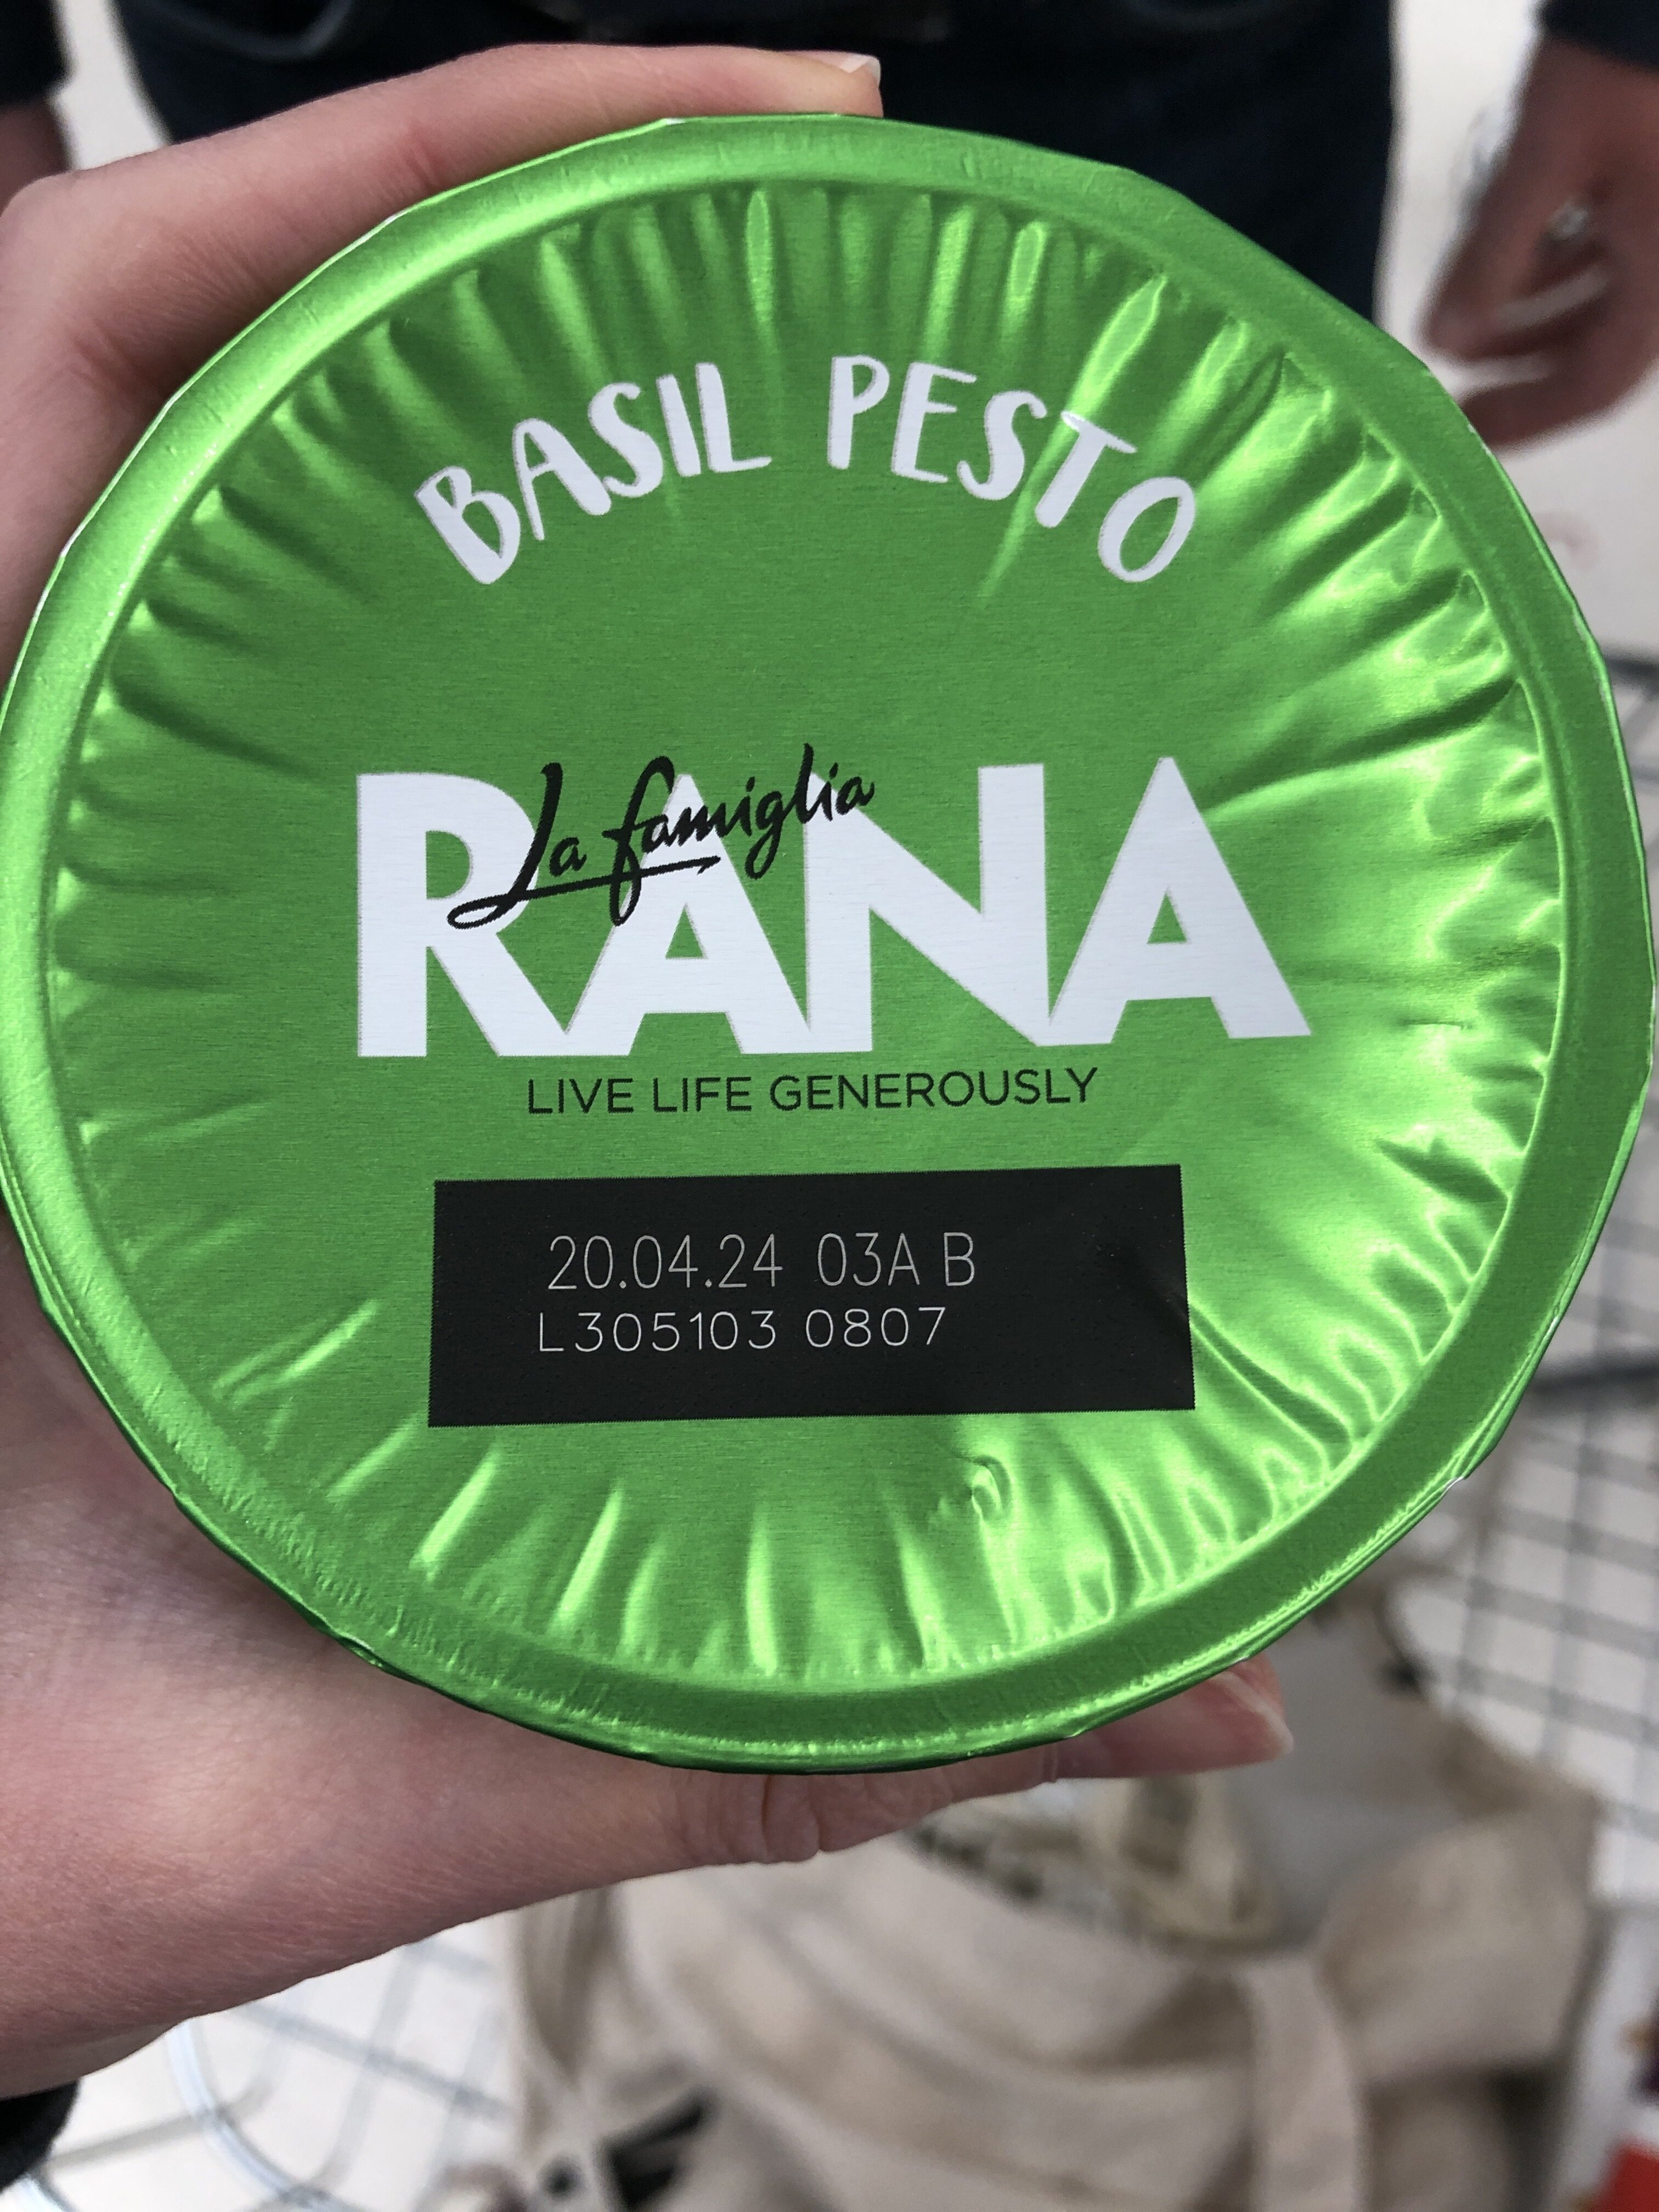 BASIL PESTO
La famiglia
RANA
LIVE LIFE GENEROUSLY
20.04.24 03A B
L305103 0807